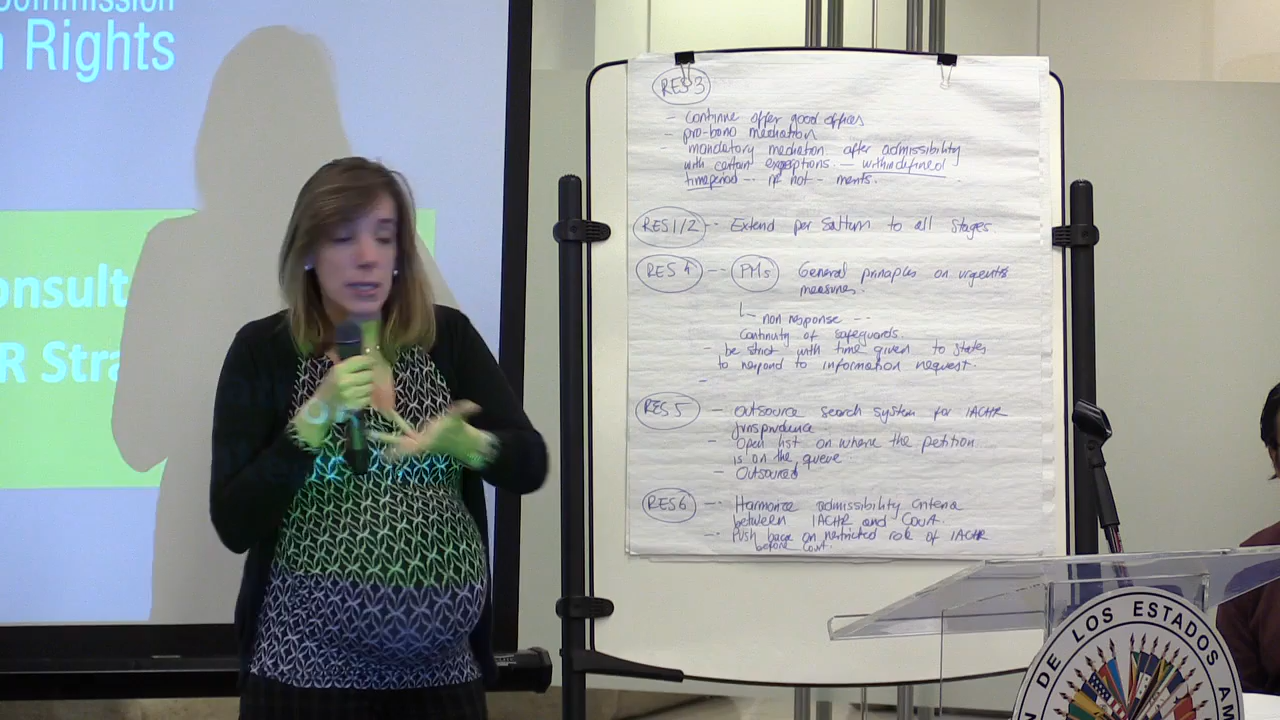 Commission
Rights
onsult
R Stra
RES 3
- continue offer good offices
- pro-bono mediation
- mandatory mediation after admissibility
with certain exceptions - within defined
timeperiod - if not - merits.
RES 1/2 - Extend per saltum to all stages.
RES 4 -- PMs General principles on urgent
measures.
non response --
Continuity of safeguards.
- be strict with time given to states
to respond to information request.
-
RES 5 - Outsource search system for IACHR
jurisprudence
- Open list on where the petition
is on the queue
- Outsourced
RES 6 -- Harmonize admissibility criteria
between IACHR and Court.
-- Push back on restricted role of IACHR
before Court.
DE LOS ESTADOS AM